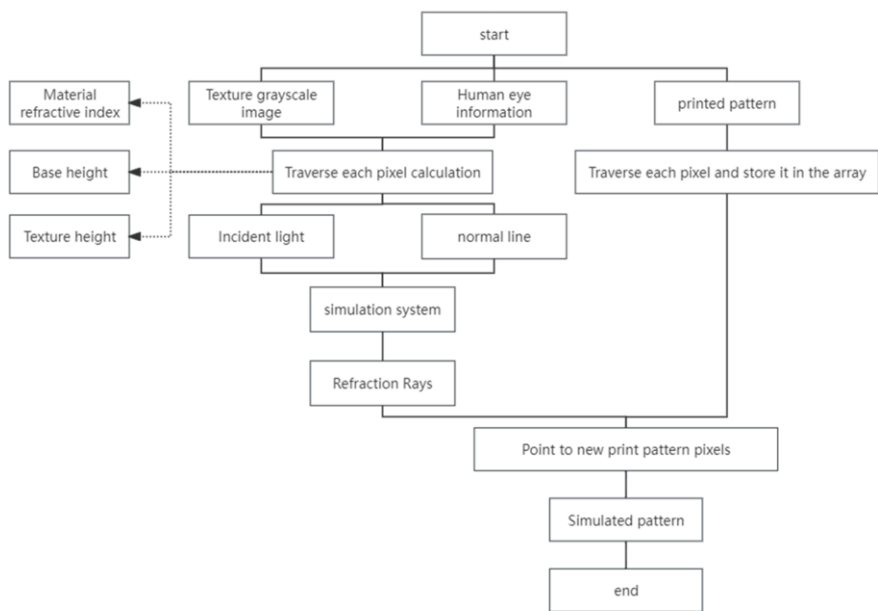 start
Material
refractive index
Texture grayscale
image
Human eye
information
printed pattern
Base height
Traverse each pixel calculation
Traverse each pixel and store it in the array
Texture height
Incident light
normal line
simulation system
Refraction Rays
Point to new print pattern pixels
Simulated pattern
end